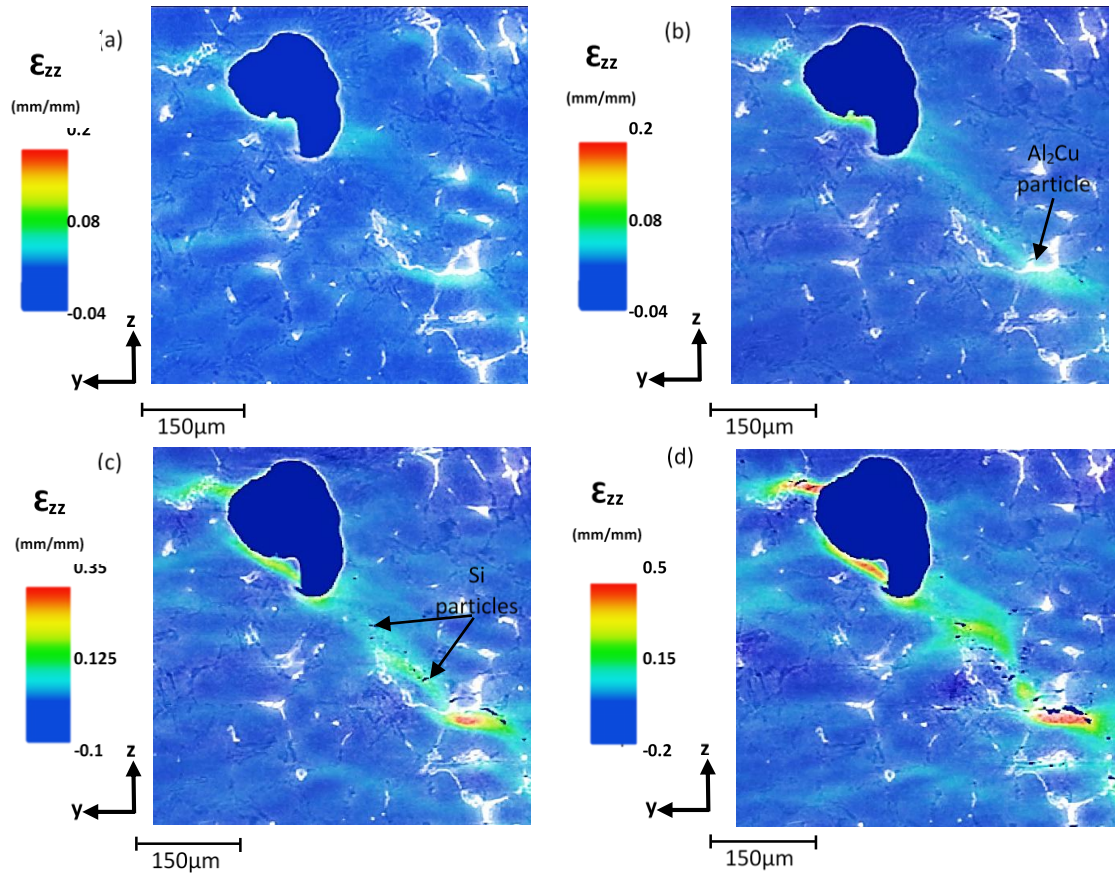 (a)
εzz
(mm/mm)
0.2
0.08
-0.04
z
y
150µm
(b)
εzz
(mm/mm)
0.2
0.08
-0.04
z
y
150µm
Al₂Cu
particle
(c)
εzz
(mm/mm)
0.35
0.125
-0.1
z
y
150µm
Si
particles
(d)
εzz
(mm/mm)
0.5
0.15
-0.2
z
y
150µm